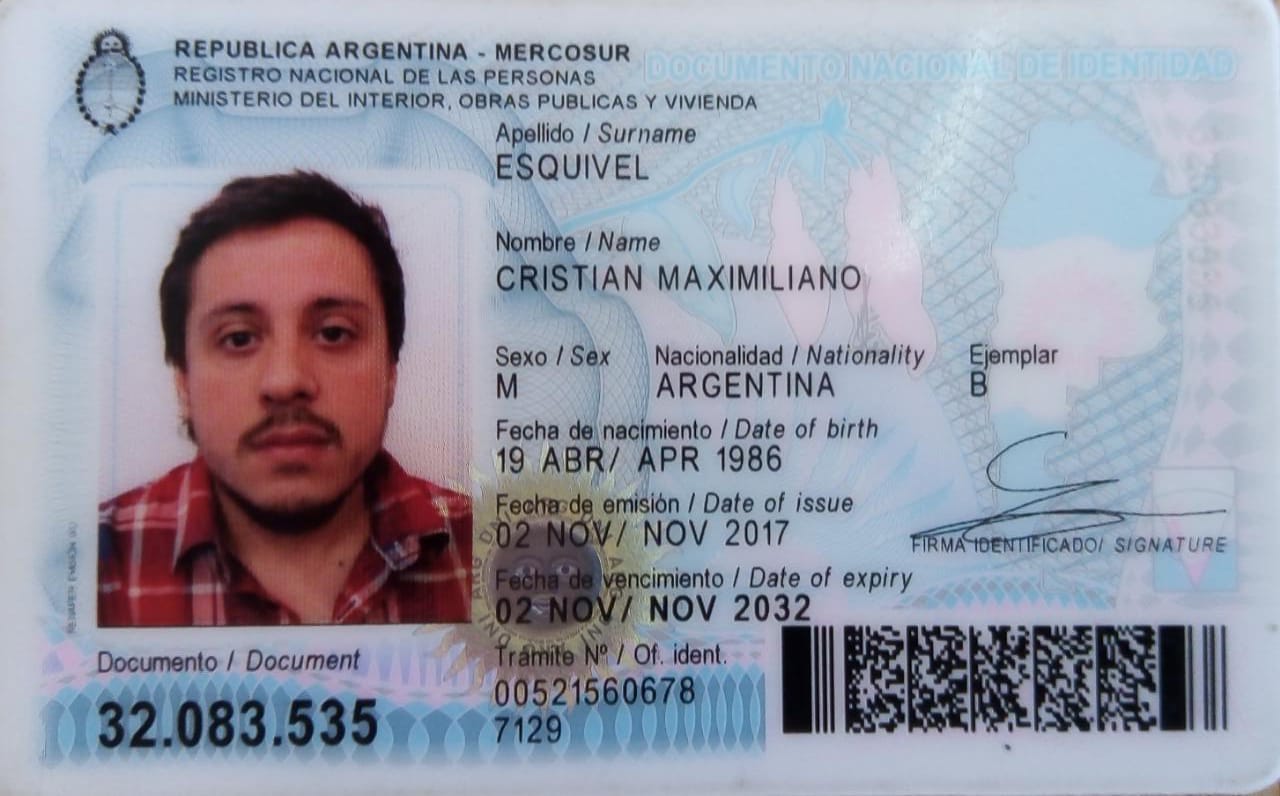 REPUBLICA ARGENTINA - MERCOSUR
REGISTRO NACIONAL DE LAS PERSONAS
MINISTERIO DEL INTERIOR, OBRAS PUBLICAS Y VIVIENDA
DOCUMENTO NACIONAL DE IDENTIDAD
Apellido / Surname
ESQUIVEL
Nombre / Name
CRISTIAN MAXIMILIANO
Sexo / Sex Nacionalidad / Nationality Ejemplar
M ARGENTINA B
Fecha de nacimiento / Date of birth
19 ABR/ APR 1986
Fecha de emisión / Date of issue
02 NOV/ NOV 2017
FIRMA IDENTIFICADO/ SIGNATURE
Fecha de vencimiento / Date of expiry
02 NOV/ NOV 2032
Documento / Document
32.083.535
Trámite Nº / Of. ident.
00521560678
7129